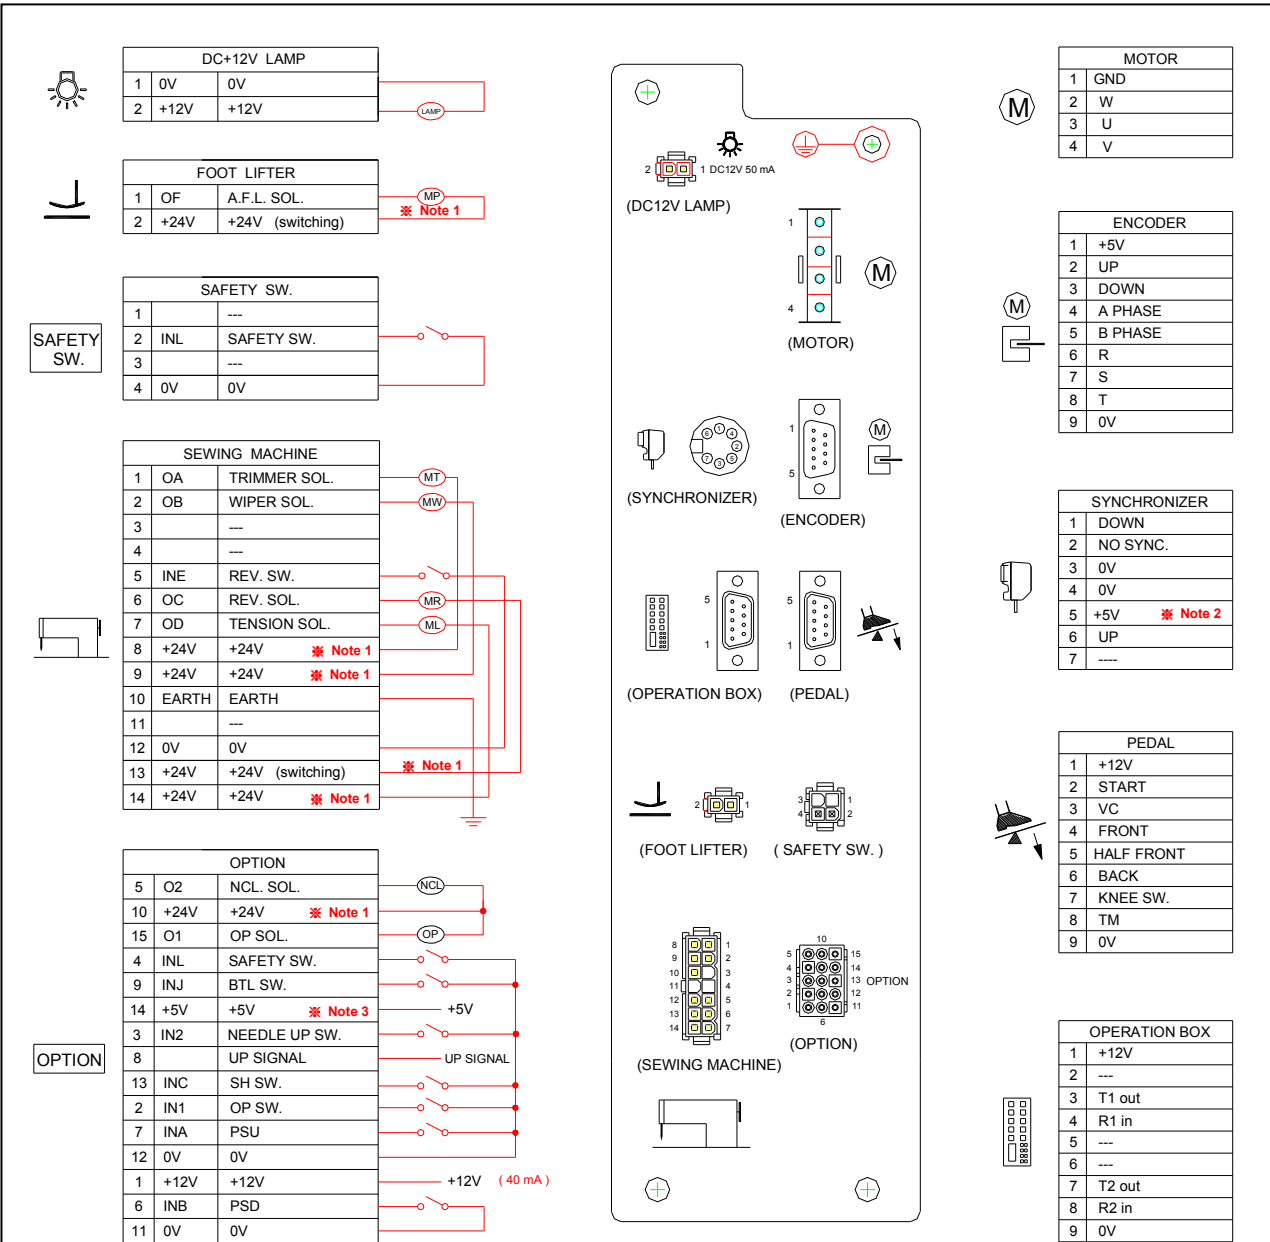 DC+12V LAMP
1 0V 0V
2 +12V +12V
LAMP
FOOT LIFTER
1 OF A.F.L. SOL.
2 +24V +24V (switching)
MP
※ Note 1
SAFETY SW.
SAFETY SW.
1 ---
2 INL SAFETY SW.
3 ---
4 0V 0V
SEWING MACHINE
1 OA TRIMMER SOL. MT
2 OB WIPER SOL. MW
3 ---
4 ---
5 INE REV. SW.
6 OC REV. SOL. MR
7 OD TENSION SOL. ML
8 +24V +24V ※ Note 1
9 +24V +24V ※ Note 1
10 EARTH EARTH
11 ---
12 0V 0V
13 +24V +24V (switching) ※ Note 1
14 +24V +24V ※ Note 1
OPTION
OPTION
5 O2 NCL. SOL. NCL
10 +24V +24V ※ Note 1
15 O1 OP SOL. OP
4 INL SAFETY SW.
9 INJ BTL SW.
14 +5V +5V ※ Note 3 +5V
3 IN2 NEEDLE UP SW.
8 UP SIGNAL UP SIGNAL
13 INC SH SW.
2 IN1 OP SW.
7 INA PSU
12 0V 0V
1 +12V +12V +12V ( 40 mA )
6 INB PSD
11 0V 0V
2 1 DC12V 50 mA
(DC12V LAMP)
1
4
M
(MOTOR)
6 1 4
2
7 3 5
(SYNCHRONIZER)
1
5
M
(ENCODER)
5
1
(OPERATION BOX)
5
1
(PEDAL)
2 1
(FOOT LIFTER)
3 1
4 2
( SAFETY SW. )
8 1
9 2
10 3
11 4
12 5
13 6
14 7
(SEWING MACHINE)
10
5 15
4 14
3 13 OPTION
2 12
1 11
6
(OPTION)
M
MOTOR
1 GND
2 W
3 U
4 V
M
ENCODER
1 +5V
2 UP
3 DOWN
4 A PHASE
5 B PHASE
6 R
7 S
8 T
9 0V
SYNCHRONIZER
1 DOWN
2 NO SYNC.
3 0V
4 0V
5 +5V ※ Note 2
6 UP
7 ----
PEDAL
1 +12V
2 START
3 VC
4 FRONT
5 HALF FRONT
6 BACK
7 KNEE SW.
8 TM
9 0V
OPERATION BOX
1 +12V
2 ---
3 T1 out
4 R1 in
5 ---
6 ---
7 T2 out
8 R2 in
9 0V